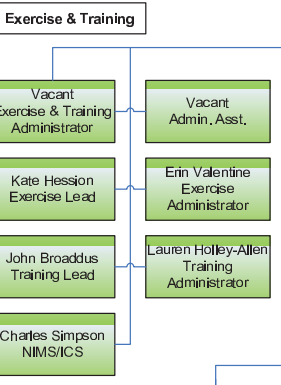 Exercise & Training
Vacant
Exercise & Training
Administrator
Vacant
Admin. Asst.
Kate Hession
Exercise Lead
Erin Valentine
Exercise
Administrator
John Broaddus
Training Lead
Lauren Holley-Allen
Training
Administrator
Charles Simpson
NIMS/ICS